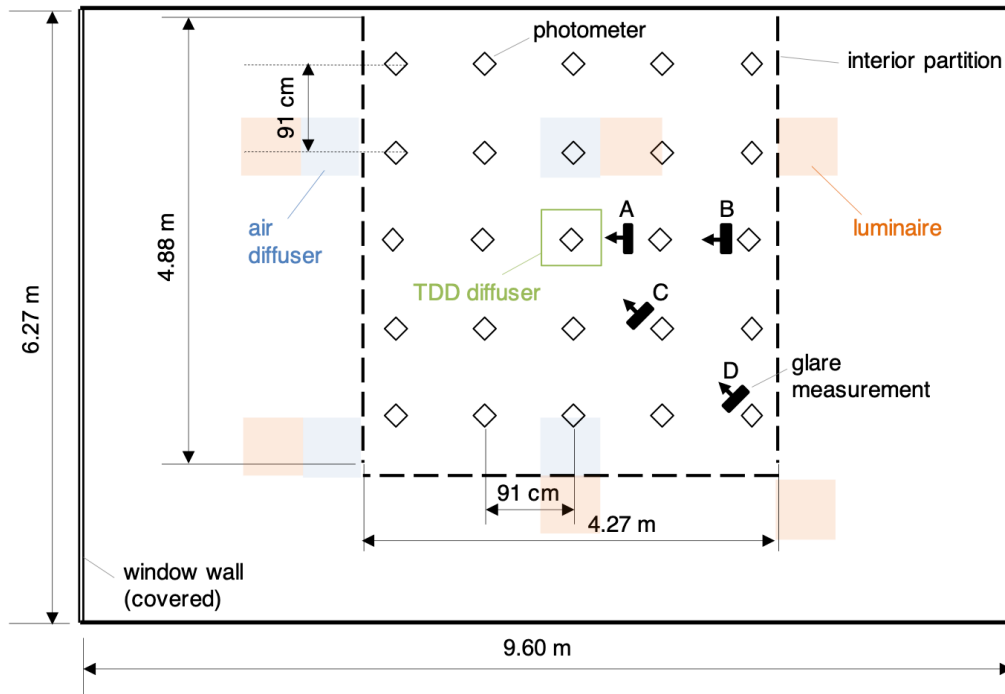 photometer
interior partition
91 cm
A
B
air
diffuser
luminaire
4.88 m
TDD diffuser
C
6.27 m
D
glare
measurement
91 cm
4.27 m
window wall
(covered)
9.60 m